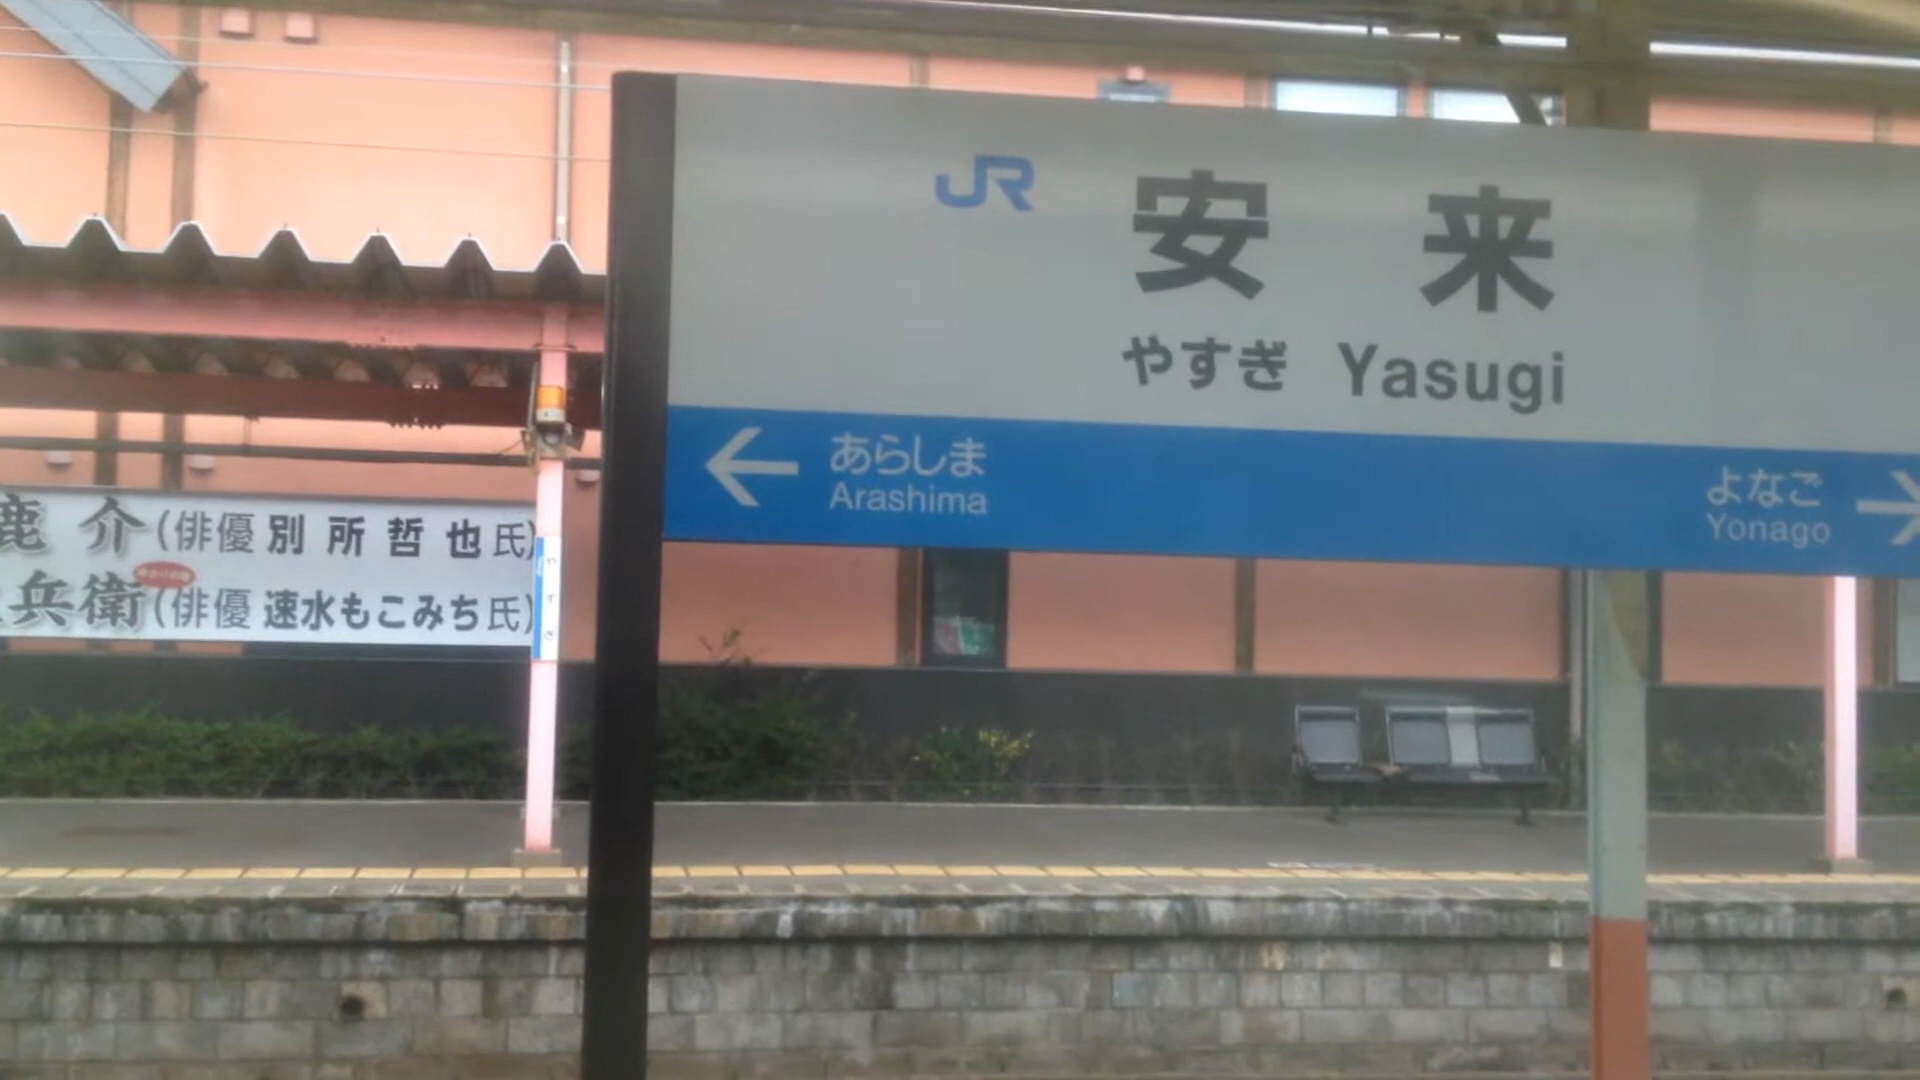 JR 安来
やすぎ Yasugi
← あらしま
Arashima
よなご →
Yonago
鹿介(俳優 別所哲也氏)
兵衛(俳優 速水もこみち氏)
やすぎ